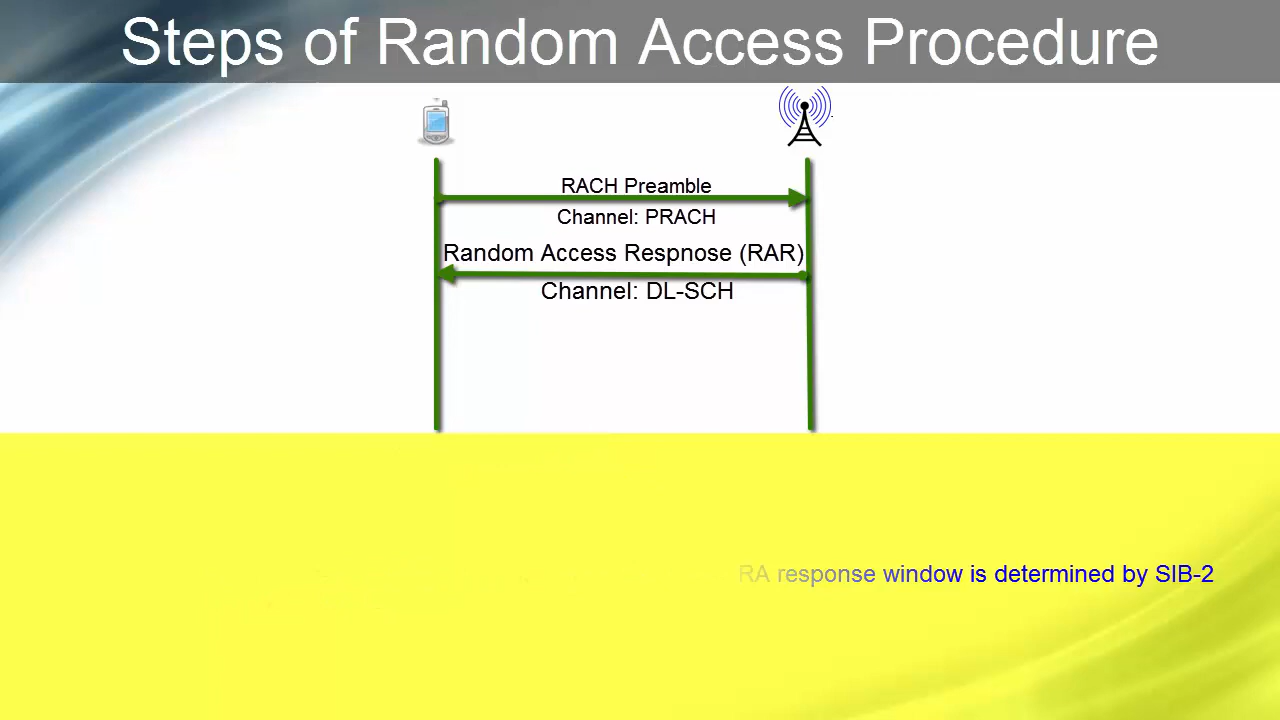 Steps of Random Access Procedure
RACH Preamble
Channel: PRACH
Random Access Respnose (RAR)
Channel: DL-SCH
RA response window is determined by SIB-2